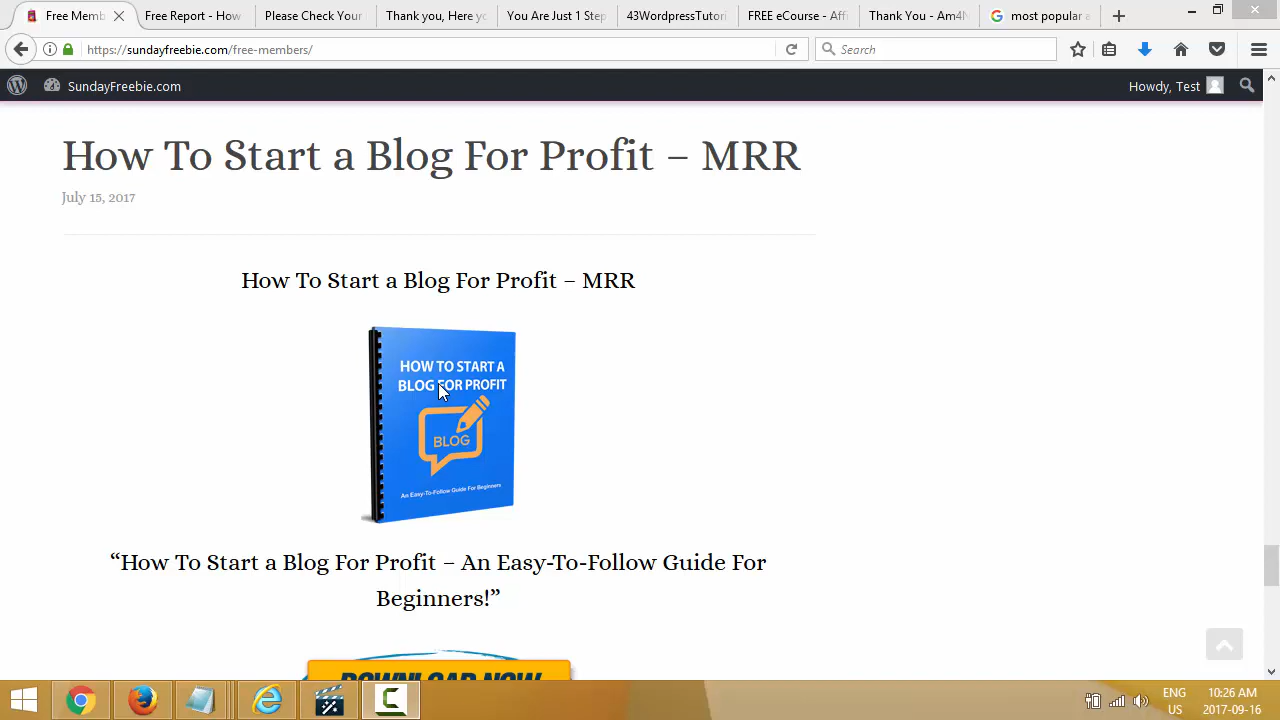 Free Memb
Free Report - How
Please Check Your
Thank you, Here yo
You Are Just 1 Step
43WordpressTutori
FREE eCourse - Affi
Thank You - Am4N
most popular a
https://sundayfreebie.com/free-members/
Search
SundayFreebie.com
Howdy, Test
How To Start a Blog For Profit – MRR
July 15, 2017
How To Start a Blog For Profit – MRR
HOW TO START A
BLOG FOR PROFIT
BLOG
An Easy-To-Follow Guide For Beginners
“How To Start a Blog For Profit – An Easy-To-Follow Guide For
Beginners!”
DOWNLOAD NOW
ENG
US
10:26 AM
2017-09-16